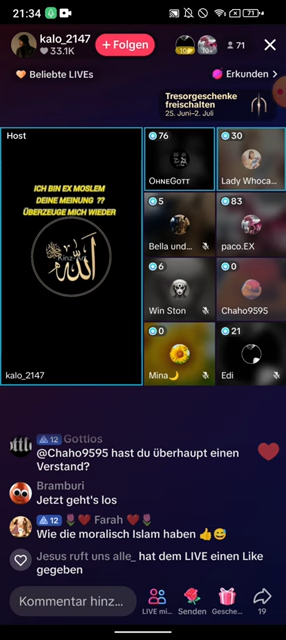 21:34
71
kalo_2147
33.1K
+ Folgen
71
Beliebte LIVEs
Erkunden
Tresorgeschenke
freischalten
25. Juni–2. Juli
Host
ICH BIN EX MOSLEM
DEINE MEINUNG ??
ÜBERZEUGE MICH WIEDER
الله
kalo_2147
76
OhneGott
30
Lady Whoca...
5
Bella und...
83
paco.EX
6
Win Ston
0
Chaho9595
0
Mina🌙
21
Edi
12 Gottlos
@Chaho9595 hast du überhaupt einen
Verstand?
Bramburi
Jetzt geht's los
12 🌷❤️ Farah ❤️🌷
Wie die moralisch Islam haben 👍😅
Jesus ruft uns alle_ hat dem LIVE einen Like
gegeben
Kommentar hinz...
LIVE mi...
Senden
Gesche...
19